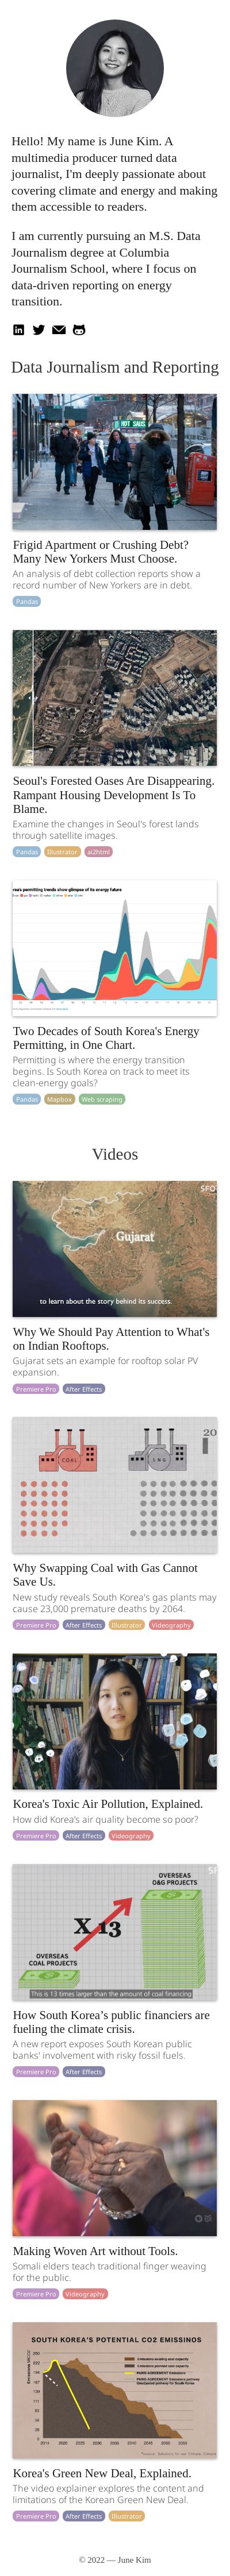 Hello! My name is June Kim. A
multimedia producer turned data
journalist, I'm deeply passionate about
covering climate and energy and making
them accessible to readers.
I am currently pursuing an M.S. Data
Journalism degree at Columbia
Journalism School, where I focus on
data-driven reporting on energy
transition.
Data Journalism and Reporting
HOT SUBS
Frigid Apartment or Crushing Debt?
Many New Yorkers Must Choose.
An analysis of debt collection reports show a
record number of New Yorkers are in debt.
Pandas
Seoul's Forested Oases Are Disappearing.
Rampant Housing Development Is To
Blame.
Examine the changes in Seoul's forest lands
through satellite images.
Pandas Illustrator ai2html
rea's permitting trends show glimpse of its energy future
Two Decades of South Korea's Energy
Permitting, in One Chart.
Permitting is where the energy transition
begins. Is South Korea on track to meet its
clean-energy goals?
Pandas Mapbox Web scraping
Videos
SFO
Gujarat
to learn about the story behind its success.
Why We Should Pay Attention to What's
on Indian Rooftops.
Gujarat sets an example for rooftop solar PV
expansion.
Premiere Pro After Effects
20
COAL
LNG
Why Swapping Coal with Gas Cannot
Save Us.
New study reveals South Korea's gas plants may
cause 23,000 premature deaths by 2064.
Premiere Pro After Effects Illustrator Videography
Korea's Toxic Air Pollution, Explained.
How did Korea's air quality become so poor?
Premiere Pro After Effects Videography
SF
OVERSEAS
O&G PROJECTS
X 13
OVERSEAS
COAL PROJECTS
This is 13 times larger than the amount of coal financing
How South Korea’s public financiers are
fueling the climate crisis.
A new report exposes South Korean public
banks' involvement with risky fossil fuels.
Premiere Pro After Effects
Making Woven Art without Tools.
Somali elders teach traditional finger weaving
for the public.
Premiere Pro Videography
SOUTH KOREA'S POTENTIAL CO2 EMISSINOS
Korea's Green New Deal, Explained.
The video explainer explores the content and
limitations of the Korean Green New Deal.
Premiere Pro After Effects Illustrator
© 2022 — June Kim